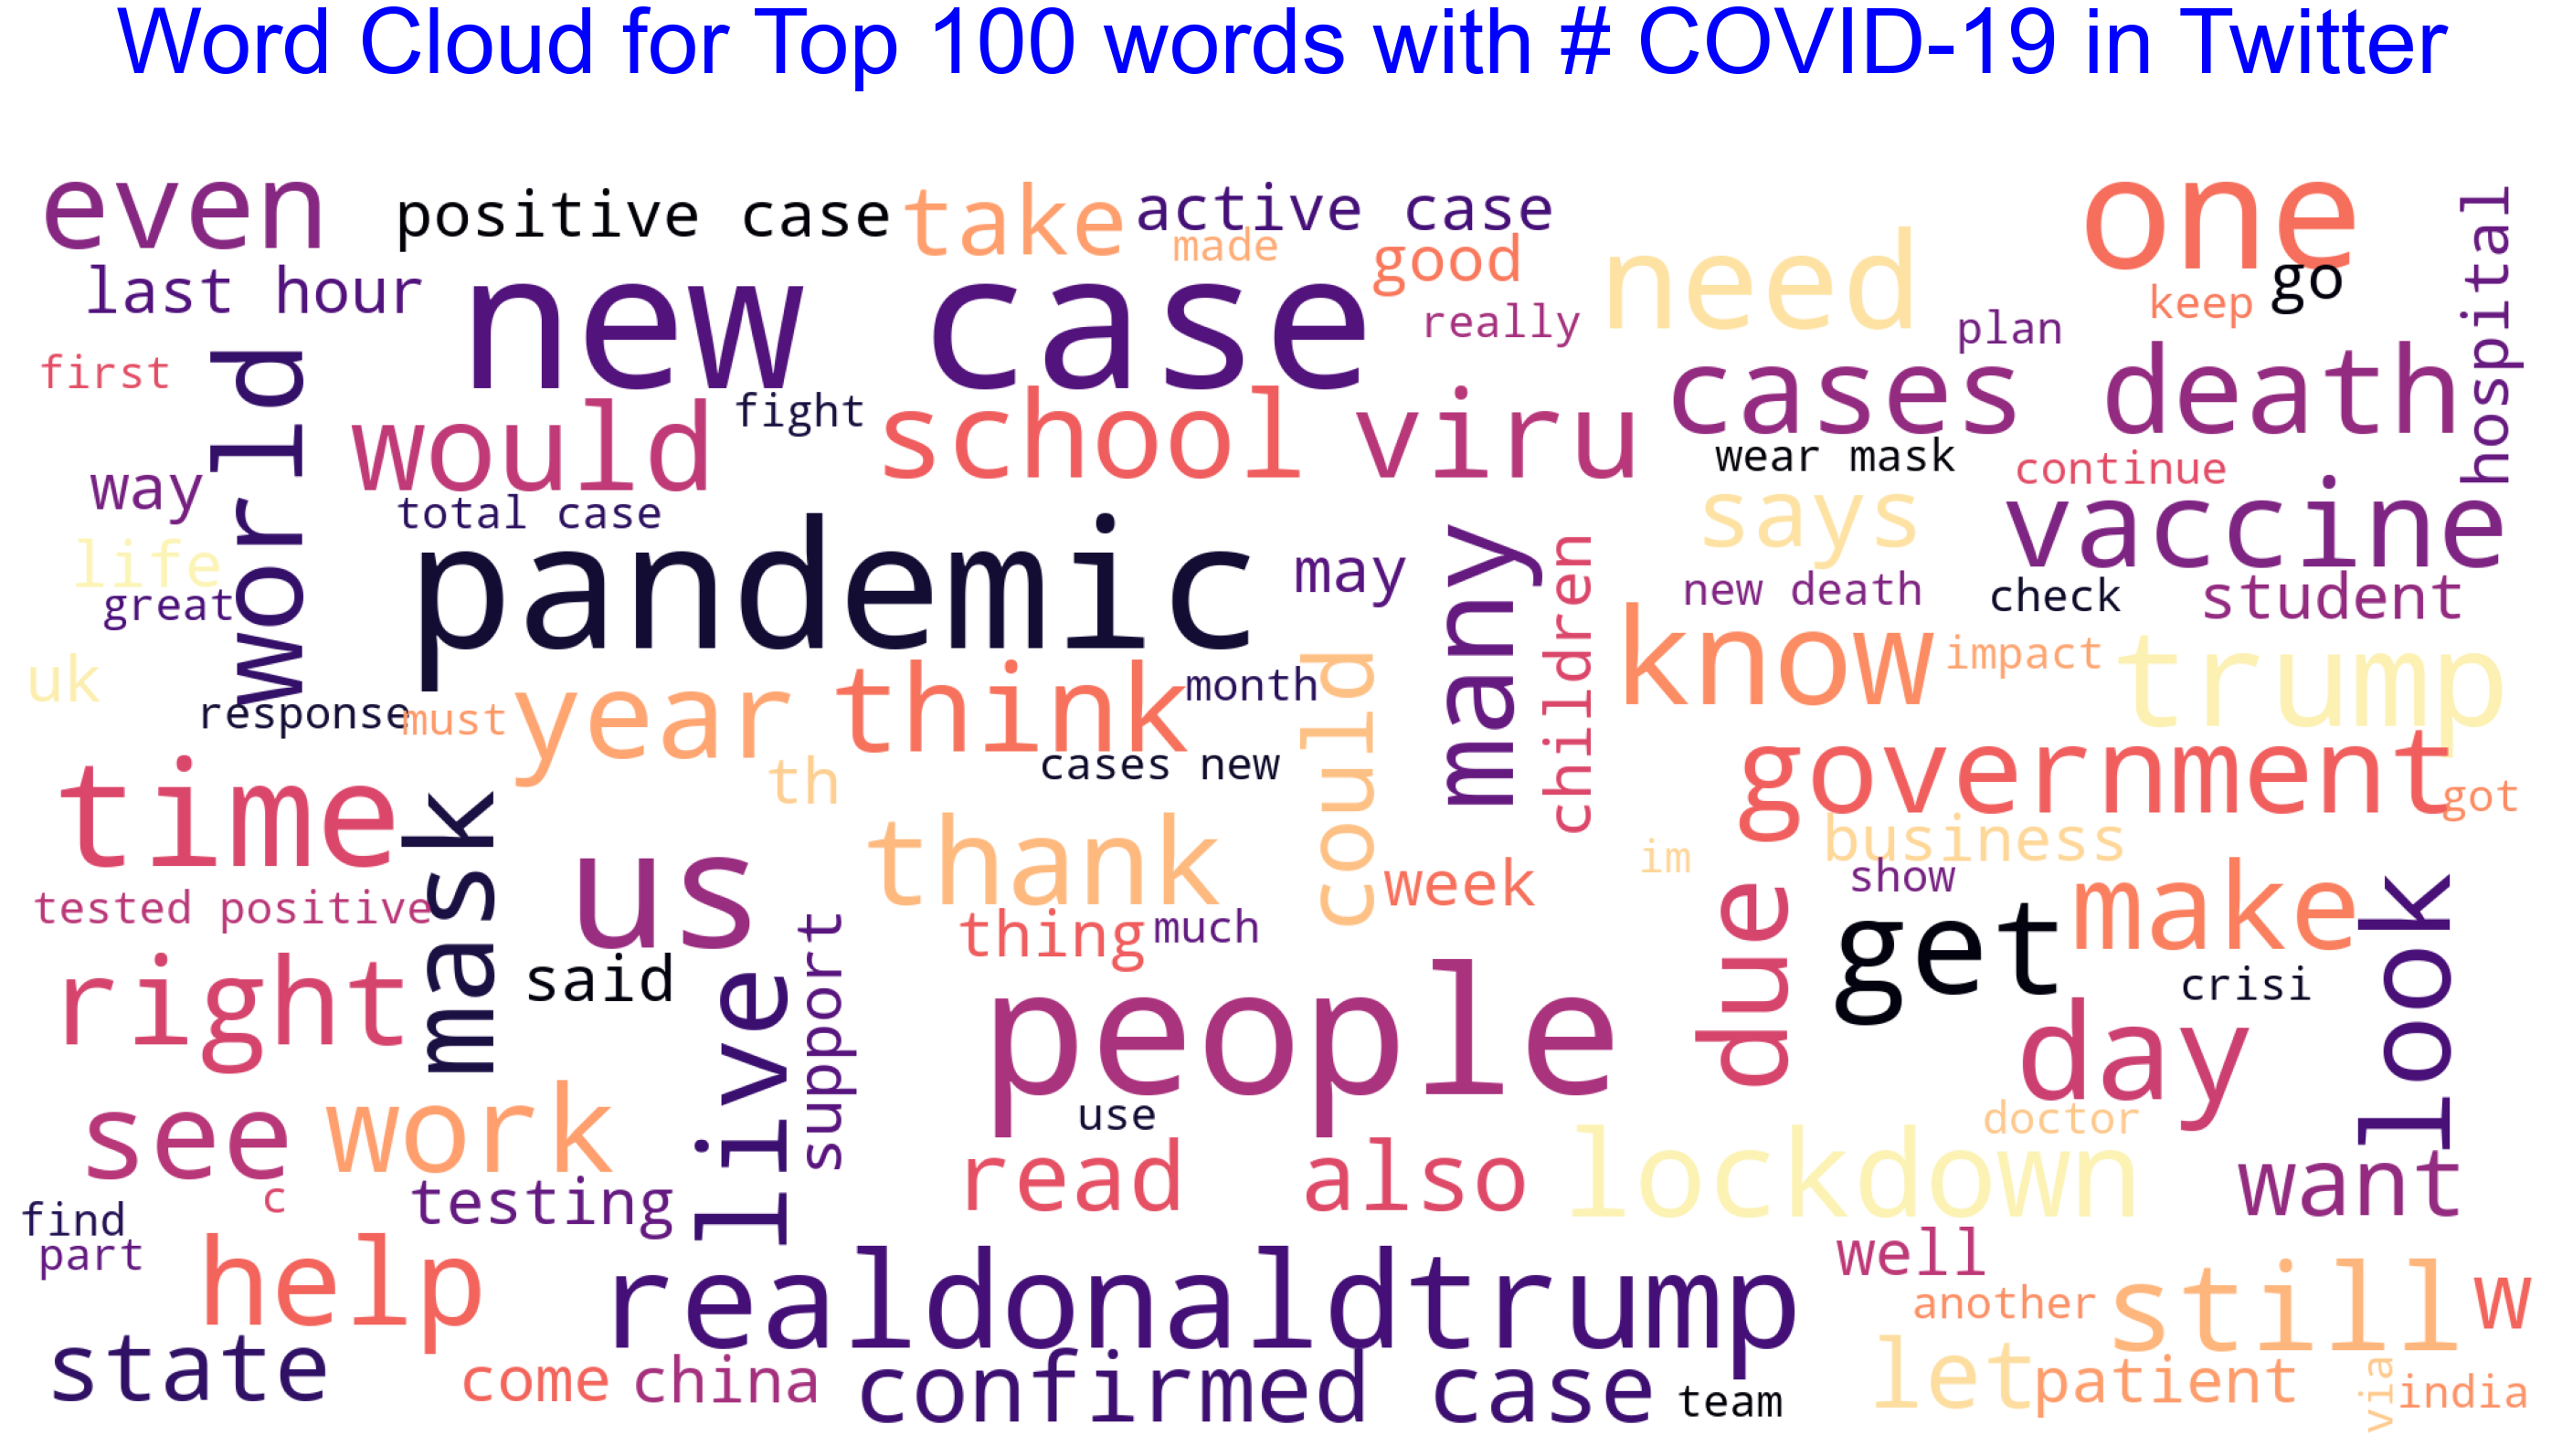 Word Cloud for Top 100 words with # COVID-19 in Twitter
even
positive case
take
active case
one
hospital
made
good
need
last hour
new case
go
keep
really
plan
first
world
would
fight
school
viru
cases death
wear mask
continue
way
total case
says
vaccine
pandemic
may
many
children
life
great
new death
check
student
know
impact
trump
uk
response
must
year
think
month
could
th
cases new
government
got
time
mask
us
thank
business
im
week
show
make
look
due
get
tested positive
support
thing
much
right
said
live
people
crisi
day
use
doctor
see
work
read
also
lockdown
want
c
testing
find
part
help
realdonaldtrump
well
another
still
w
state
come
china
confirmed case
team
let
patient
via
india